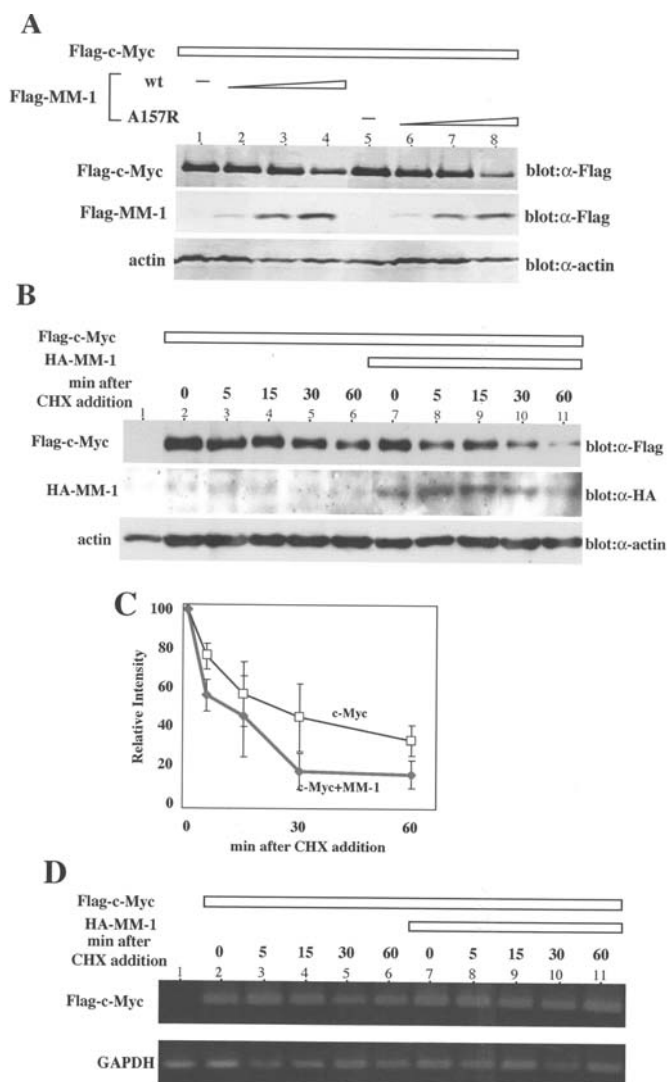 A
Flag-c-Myc
Flag-MM-1
wt
A157R
1 2 3 4 5 6 7 8
Flag-c-Myc blot:α-Flag
Flag-MM-1 blot:α-Flag
actin blot:α-actin
B
Flag-c-Myc
HA-MM-1
min after
CHX addition 0 5 15 30 60 0 5 15 30 60
1 2 3 4 5 6 7 8 9 10 11
Flag-c-Myc blot:α-Flag
HA-MM-1 blot:α-HA
actin blot:α-actin
C
Relative Intensity
100
80
60
40
20
0
c-Myc
c-Myc+MM-1
0 30 60
min after CHX addition
D
Flag-c-Myc
HA-MM-1
min after
CHX addition 0 5 15 30 60 0 5 15 30 60
1 2 3 4 5 6 7 8 9 10 11
Flag-c-Myc
GAPDH